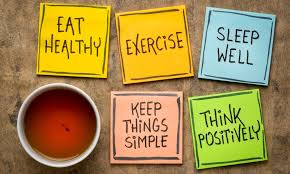 EAT
HEALTHY
EXERCISE
SLEEP
WELL
KEEP
THINGS
SIMPLE
THINK
POSITIVELY